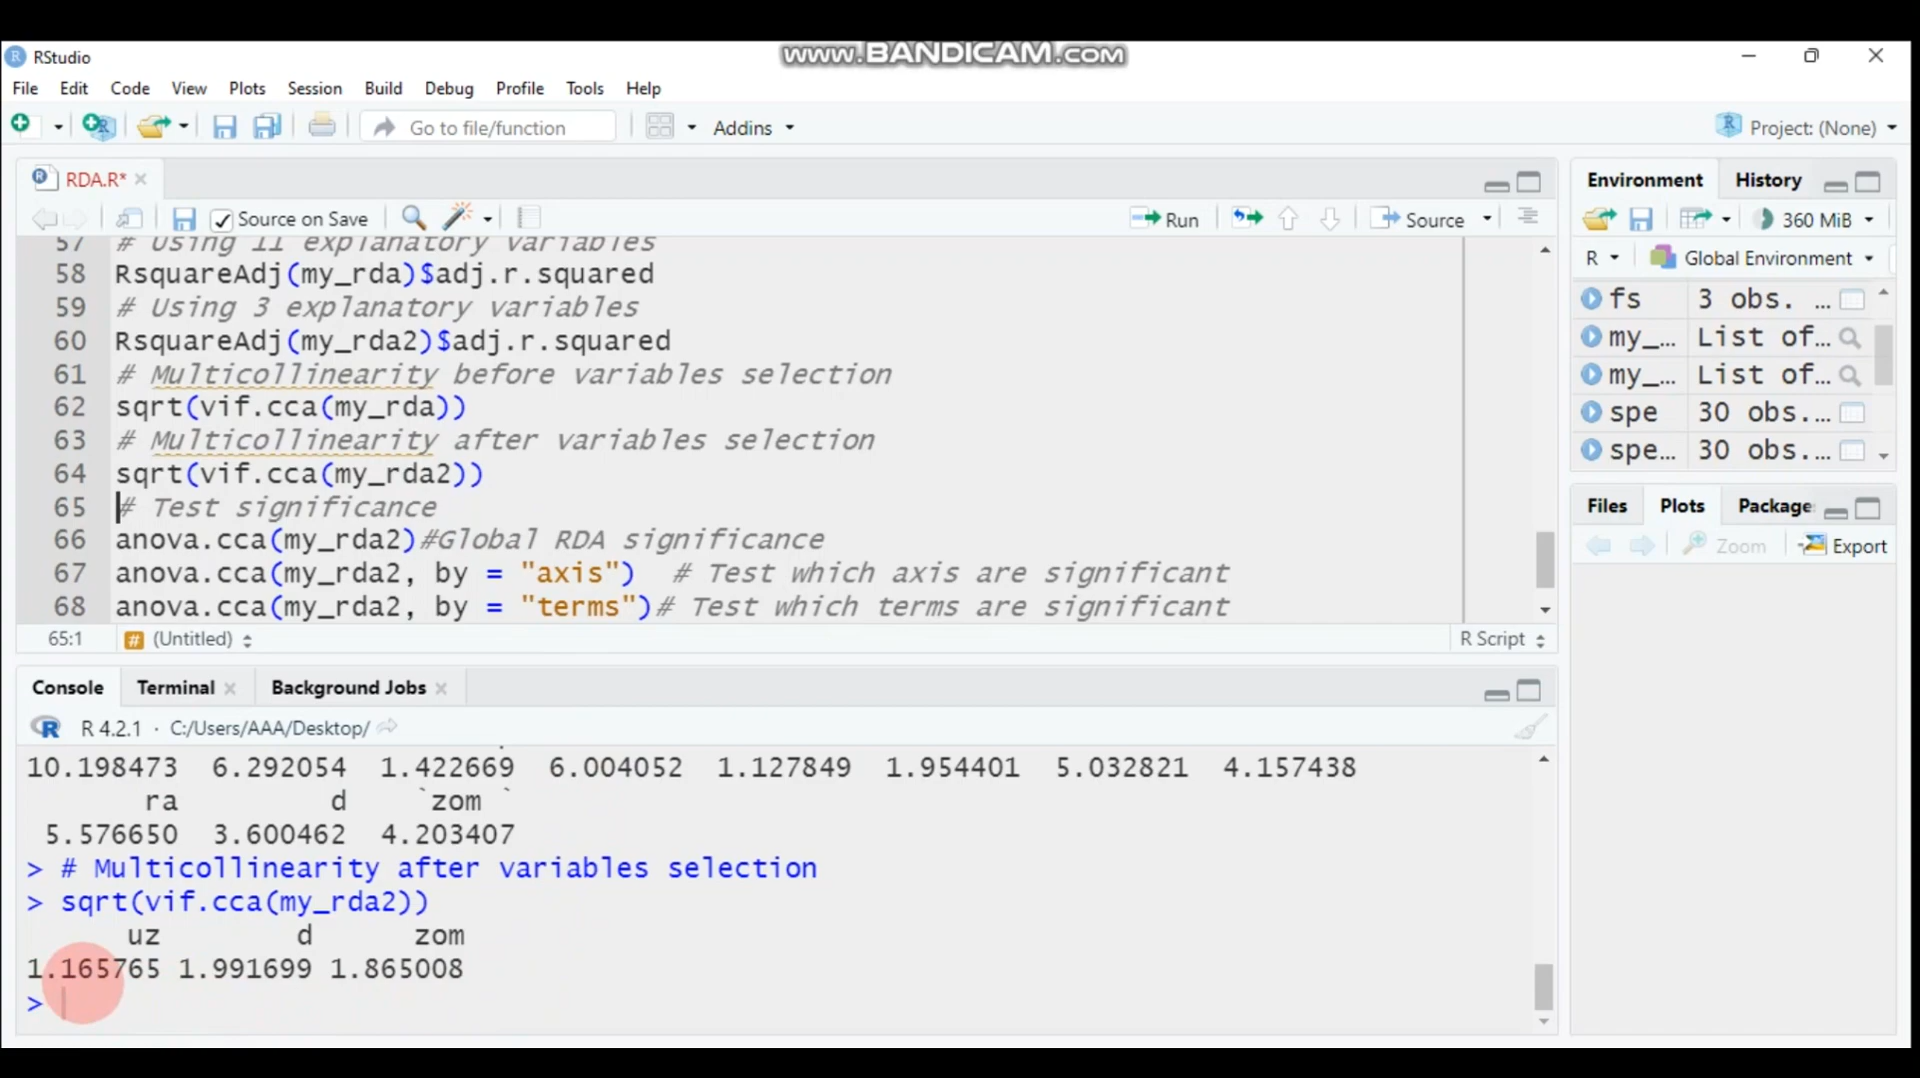 www.BANDICAM.com
RStudio
File Edit Code View Plots Session Build Debug Profile Tools Help
Go to file/function Addins Project: (None)
RDA.R*
Source on Save Run Source
57 # Using 11 explanatory variables
58 RsquareAdj(my_rda)$adj.r.squared
59 # Using 3 explanatory variables
60 RsquareAdj(my_rda2)$adj.r.squared
61 # Multicollinearity before variables selection
62 sqrt(vif.cca(my_rda))
63 # Multicollinearity after variables selection
64 sqrt(vif.cca(my_rda2))
65 # Test significance
66 anova.cca(my_rda2)#Global RDA significance
67 anova.cca(my_rda2, by = "axis")  # Test which axis are significant
68 anova.cca(my_rda2, by = "terms")# Test which terms are significant
65:1 # (Untitled) R Script
Console Terminal Background Jobs
R 4.2.1 · C:/Users/AAA/Desktop/
10.198473 6.292054 1.422669 6.004052 1.127849 1.954401 5.032821 4.157438
ra d `zom `
5.576650 3.600462 4.203407
> # Multicollinearity after variables selection
> sqrt(vif.cca(my_rda2))
uz d zom
1.165765 1.991699 1.865008
>
Environment History
360 MiB
R Global Environment
fs 3 obs. ...
my_... List of...
my_... List of...
spe 30 obs....
spe... 30 obs....
Files Plots Package
Zoom Export